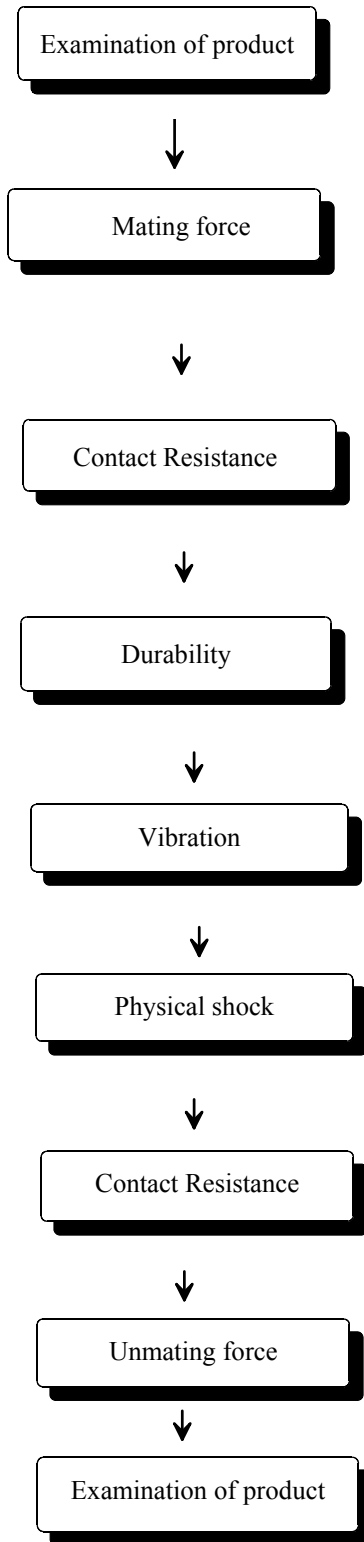 Examination of product
Mating force
Contact Resistance
Durability
Vibration
Physical shock
Contact Resistance
Unmating force
Examination of product